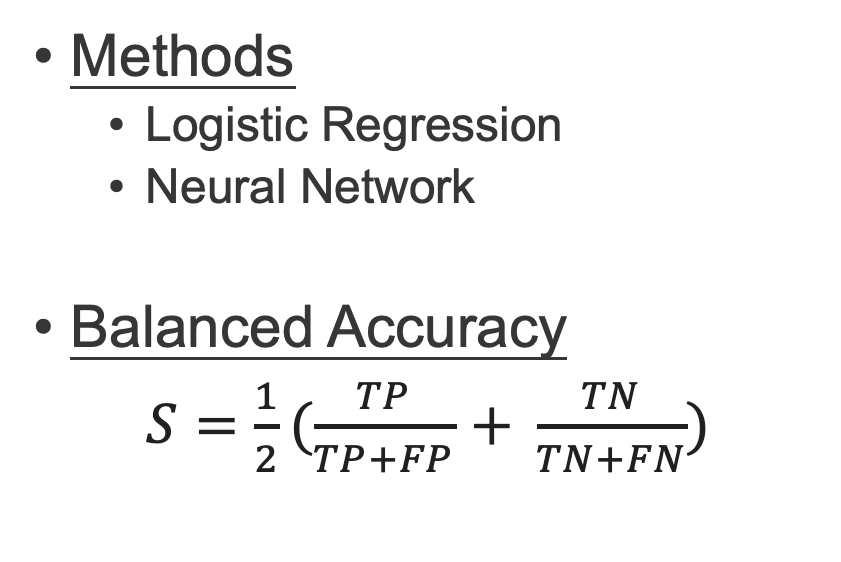 • Methods
• Logistic Regression
• Neural Network
• Balanced Accuracy
S = 1/2 (TP/(TP+FP) + TN/(TN+FN))